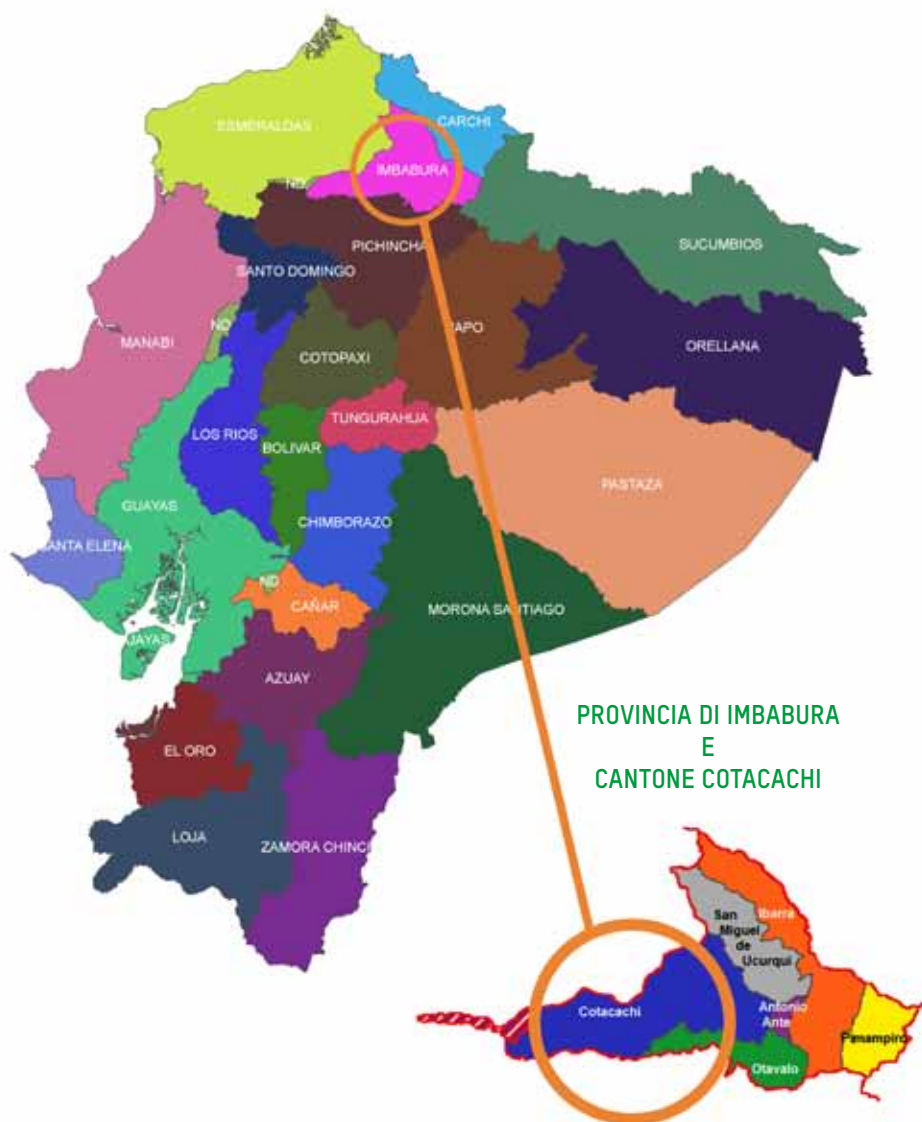 ESMERALDAS
CARCHI
IMBABURA
ND
SUCUMBIOS
PICHINCHA
SANTO DOMINGO
NAPO
ND
MANABI
ORELLANA
COTOPAXI
TUNGURAHUA
LOS RIOS
BOLIVAR
PASTAZA
GUAYAS
CHIMBORAZO
SANTA ELENA
ND
CAÑAR
MORONA SANTIAGO
JAYAS
AZUAY
EL ORO
LOJA
ZAMORA CHINC
PROVINCIA DI IMBABURA
E
CANTONE COTACACHI
San
Miguel
de
Ucurqui
Ibarra
Cotacachi
Antonio
Ante
Pimampiro
Otavalo